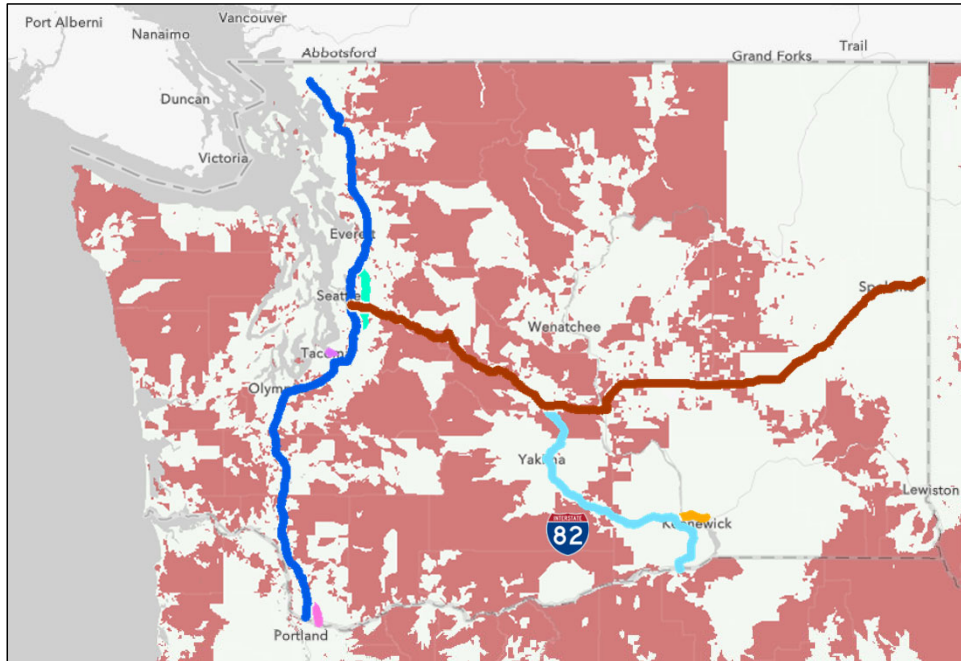 Vancouver
Port Alberni
Nanaimo
Abbotsford
Grand Forks
Trail
Duncan
Victoria
Everett
Seattle
Wenatchee
Tacoma
Yakima
Lewiston
INTERSTATE
82
Kennewick
Portland